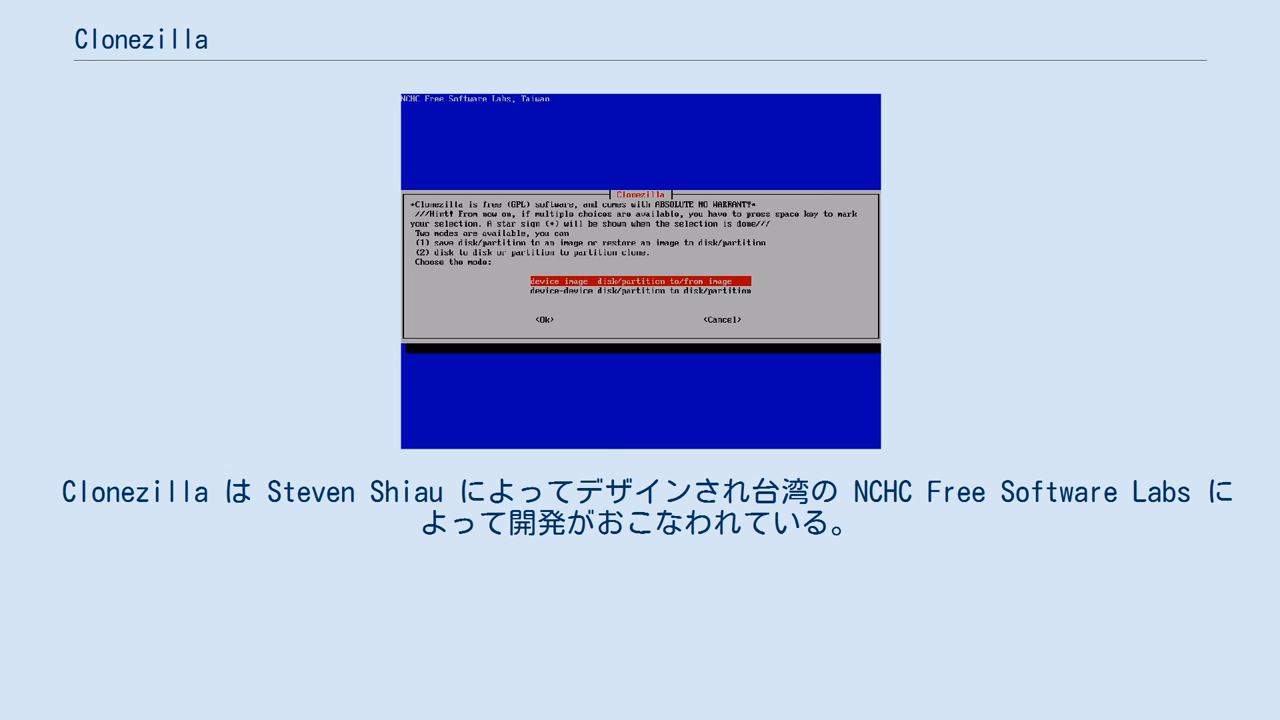 Clonezilla
NCHC Free Software Labs, Taiwan
Clonezilla
*Clonezilla is free (GPL) software, and comes with ABSOLUTE NO WARRANTY*
///Hint! From now on, if multiple choices are available, you have to press space key to mark
your selection. A star sign (*) will be shown when the selection is done///
Two modes are available, you can
(1) save disk/partition to an image or restore an image to disk/partition
(2) disk to disk or partition to partition clone.
Choose the mode:
device-image disk/partition to/from image
device-device disk/partition to disk/partition
<Ok> <Cancel>
Clonezilla は Steven Shiau によってデザインされ台湾の NCHC Free Software Labs に
よって開発がおこなわれている。